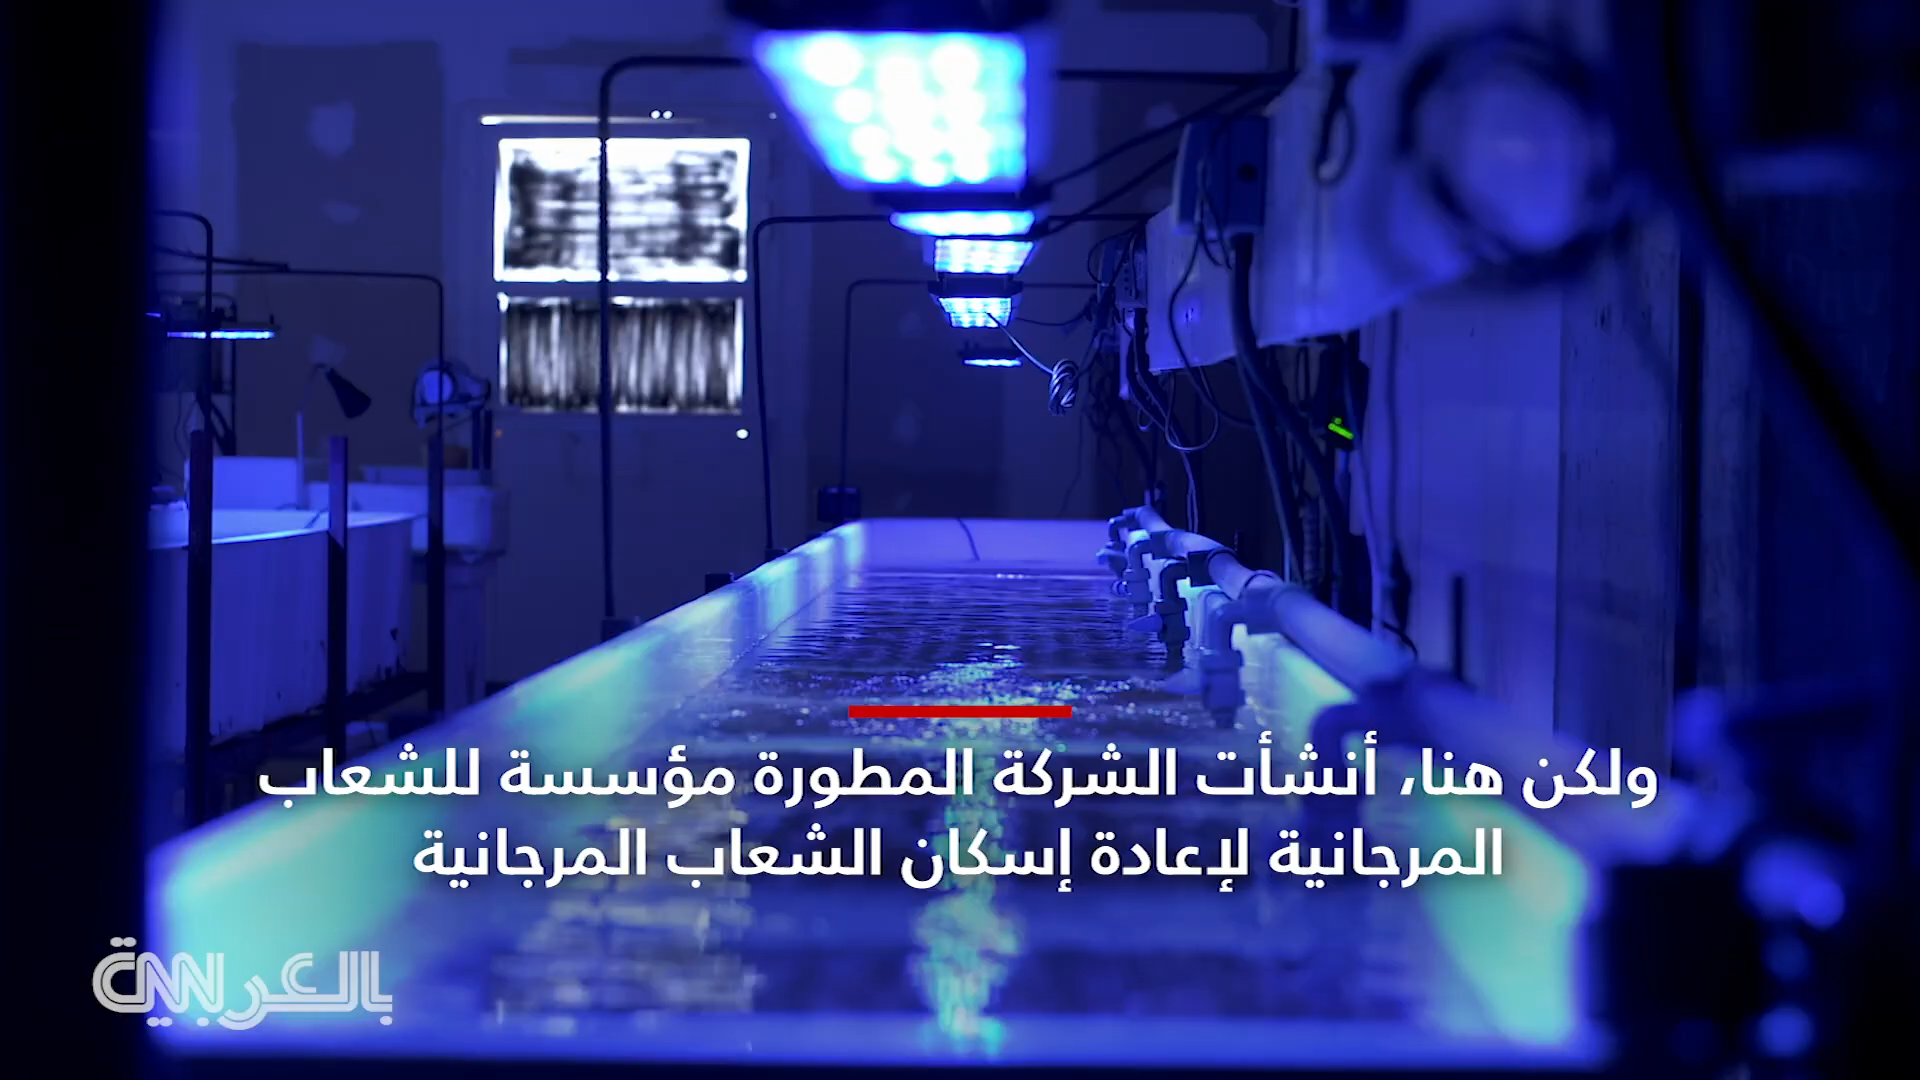 ولكن هنا، أنشأت الشركة المطورة مؤسسة للشعاب
المرجانية لإعادة إسكان الشعاب المرجانية
CNN بالعربية